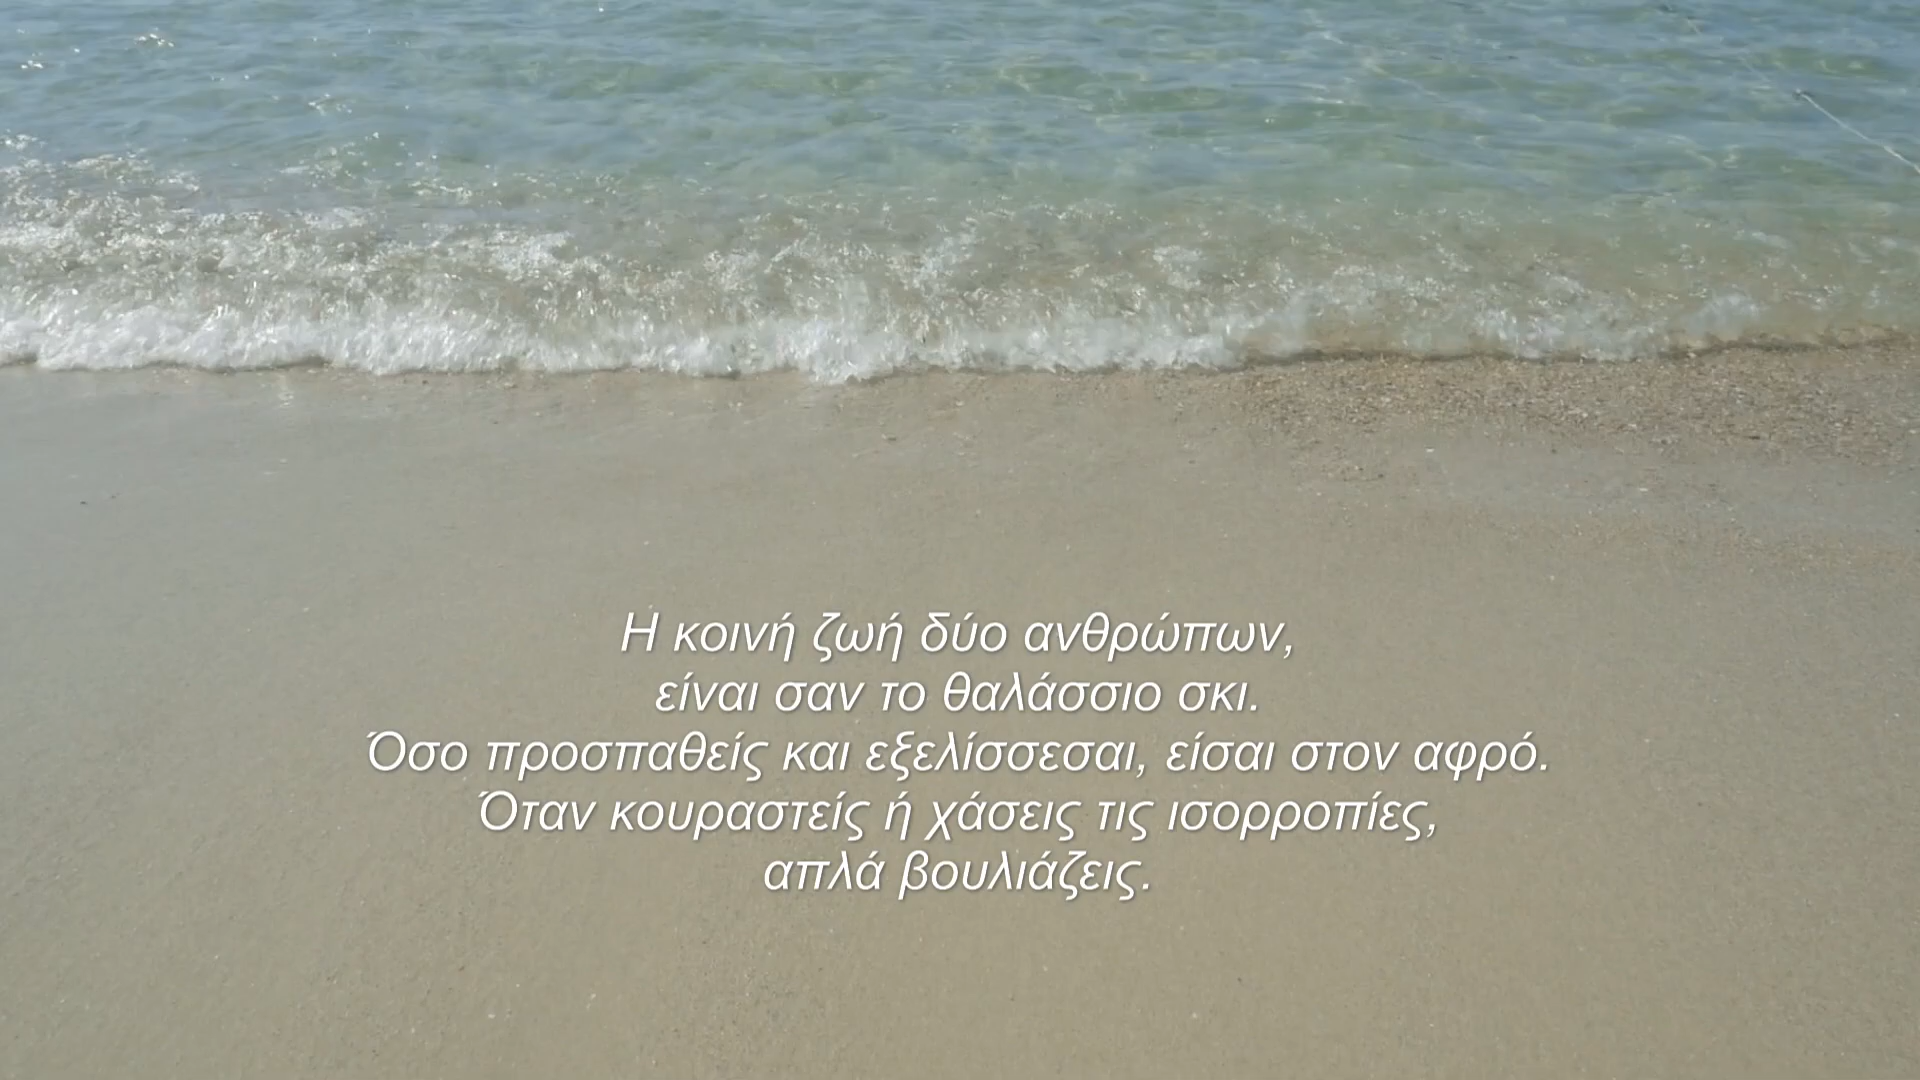 Η κοινή ζωή δύο ανθρώπων,
είναι σαν το θαλάσσιο σκι.
Όσο προσπαθείς και εξελίσσεσαι, είσαι στον αφρό.
Όταν κουραστείς ή χάσεις τις ισορροπίες,
απλά βουλιάζεις.